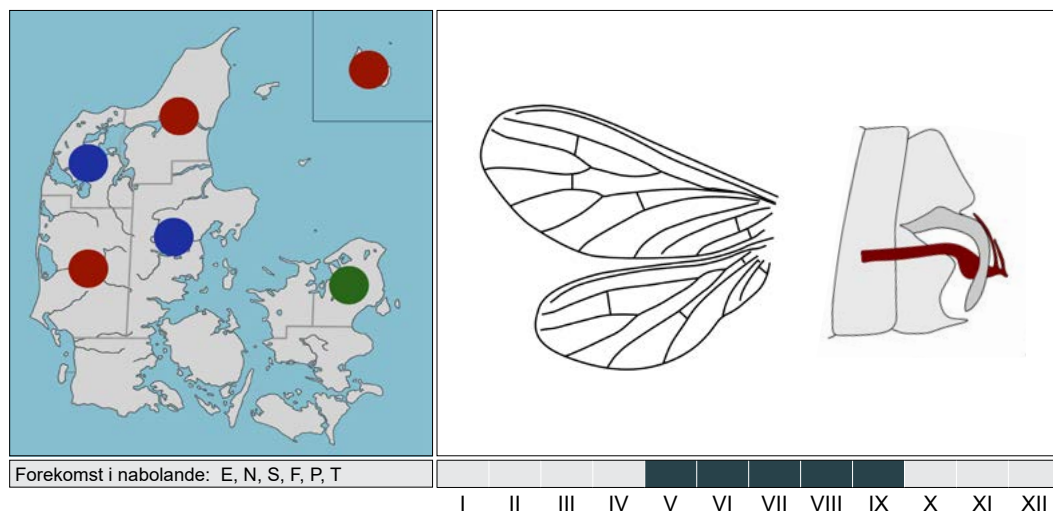 Forekomst i nabolande: E, N, S, F, P, T
I II III IV V VI VII VIII IX X XI XII